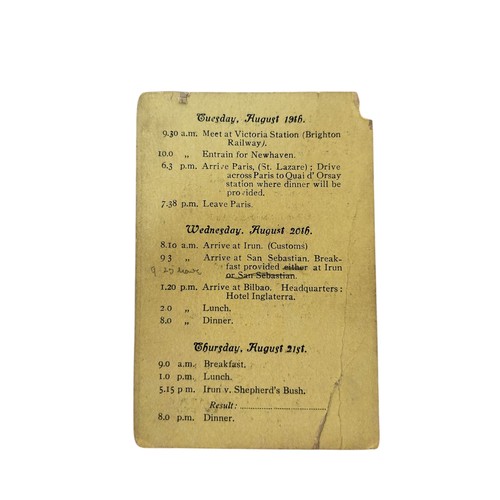 Tuesday, August 19th.
9.30 a.m. Meet at Victoria Station (Brighton
Railway).
10.0 „ Entrain for Newhaven.
6.3 p.m. Arrive Paris, (St. Lazare); Drive
across Paris to Quai d' Orsay
station where dinner will be
provided.
7.38 p.m. Leave Paris.
Wednesday, August 20th.
8.10 a.m. Arrive at Irun. (Customs)
9 3 „ Arrive at San Sebastian. Break-
9-25 leave fast provided either at Irun
or San Sebastian.
1.20 p.m. Arrive at Bilbao. Headquarters:
Hotel Inglaterra.
2.0 „ Lunch.
8.0 „ Dinner.
Thursday, August 21st.
9.0 a.m. Breakfast.
1.0 p.m. Lunch.
5.15 p m. Irun v. Shepherd's Bush.
Result:
8.0 p.m. Dinner.